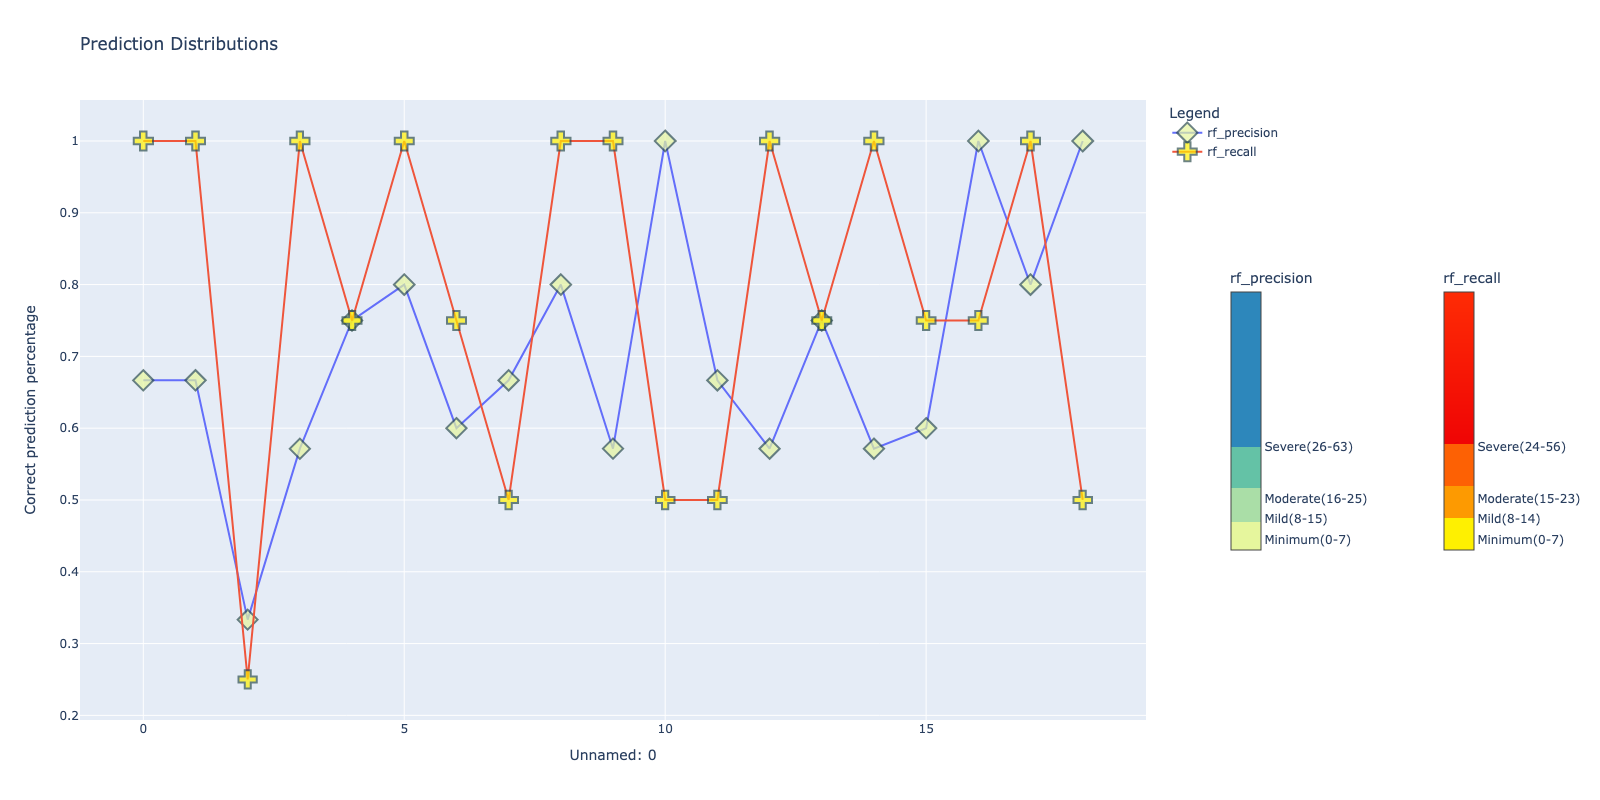 Prediction Distributions
Legend
rf_precision
rf_recall
1
0.9
0.8
0.7
0.6
0.5
0.4
0.3
0.2
Correct prediction percentage
0 5 10 15
Unnamed: 0
rf_precision
Severe(26-63)
Moderate(16-25)
Mild(8-15)
Minimum(0-7)
rf_recall
Severe(24-56)
Moderate(15-23)
Mild(8-14)
Minimum(0-7)